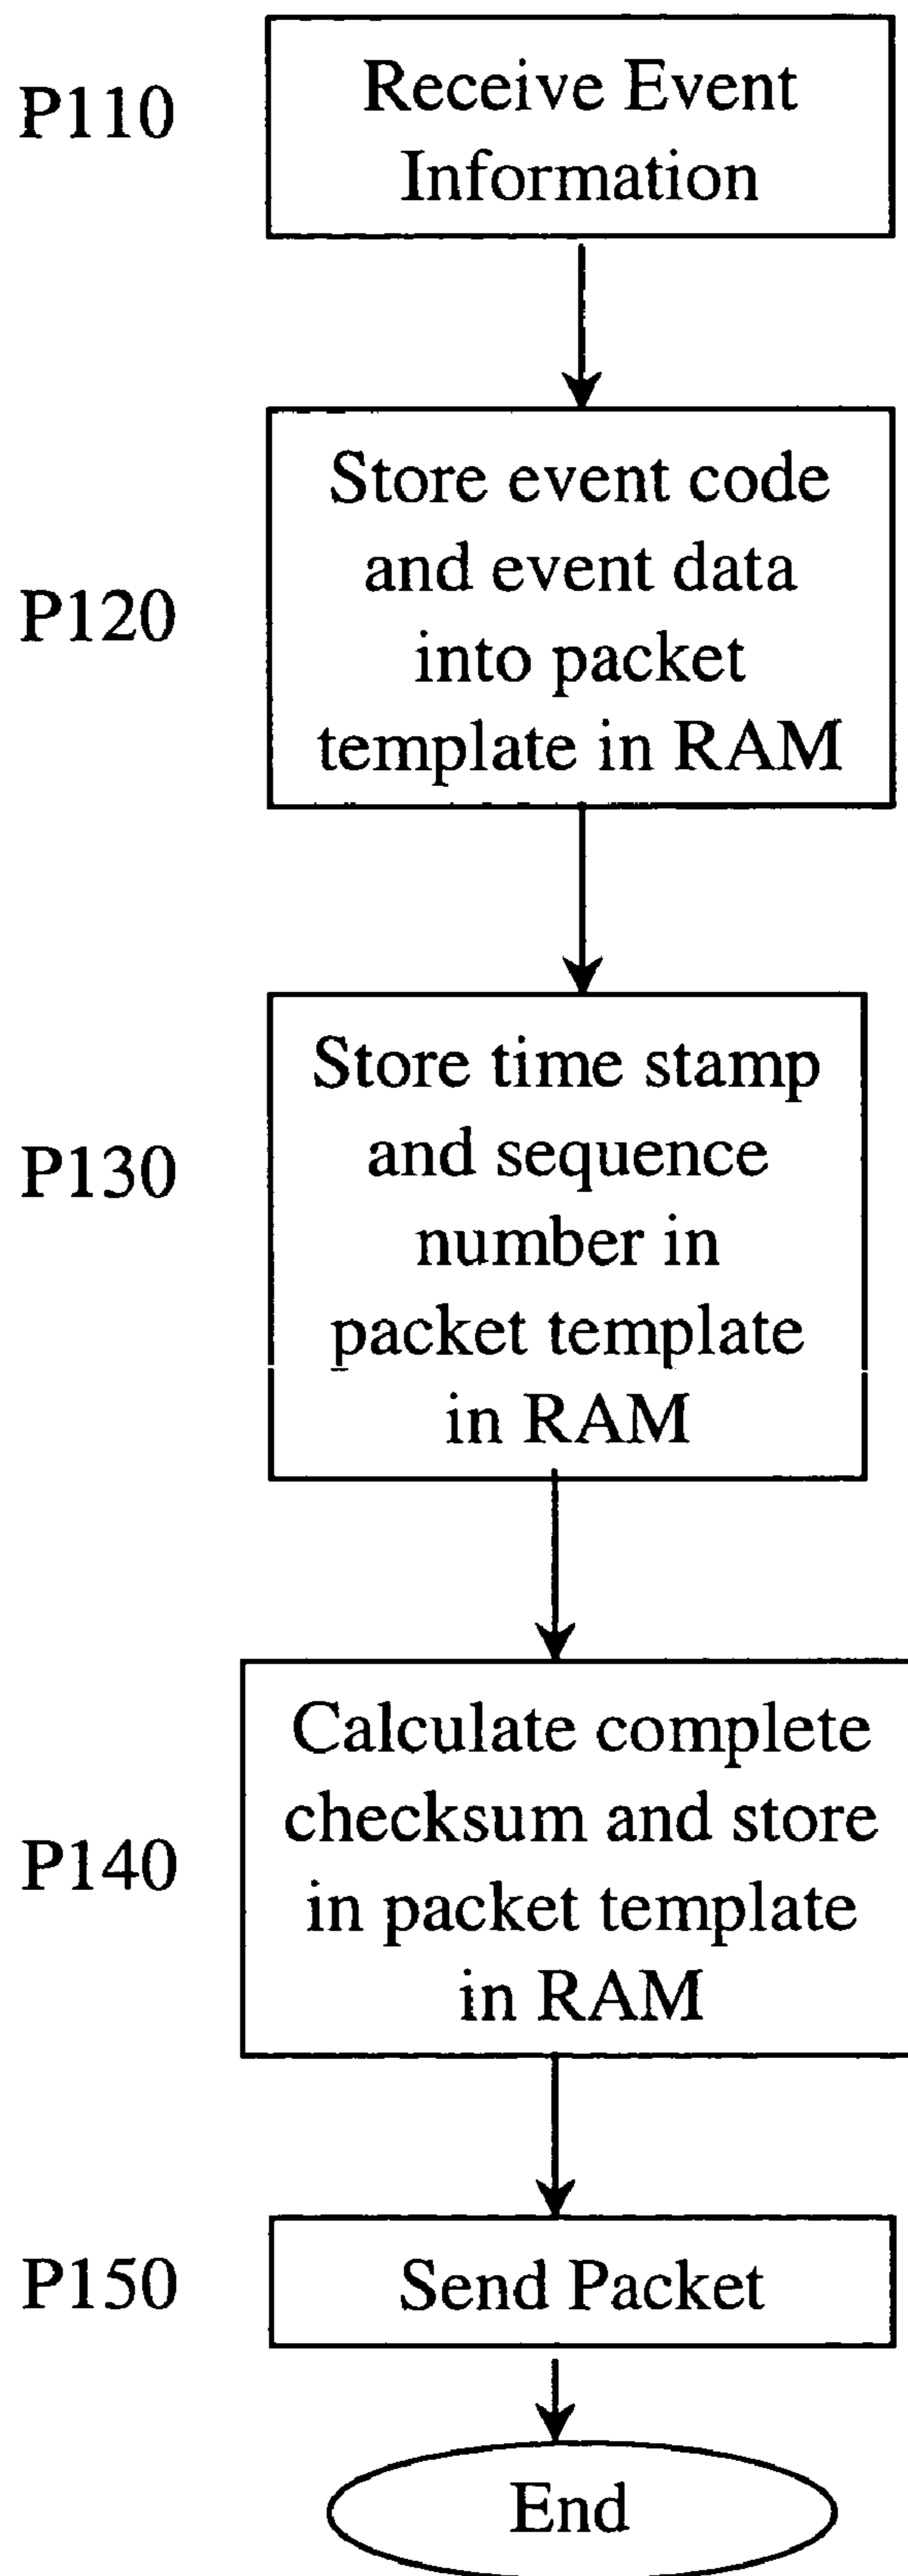 P110
Receive Event
Information
P120
Store event code
and event data
into packet
template in RAM
P130
Store time stamp
and sequence
number in
packet template
in RAM
P140
Calculate complete
checksum and store
in packet template
in RAM
P150
Send Packet
End